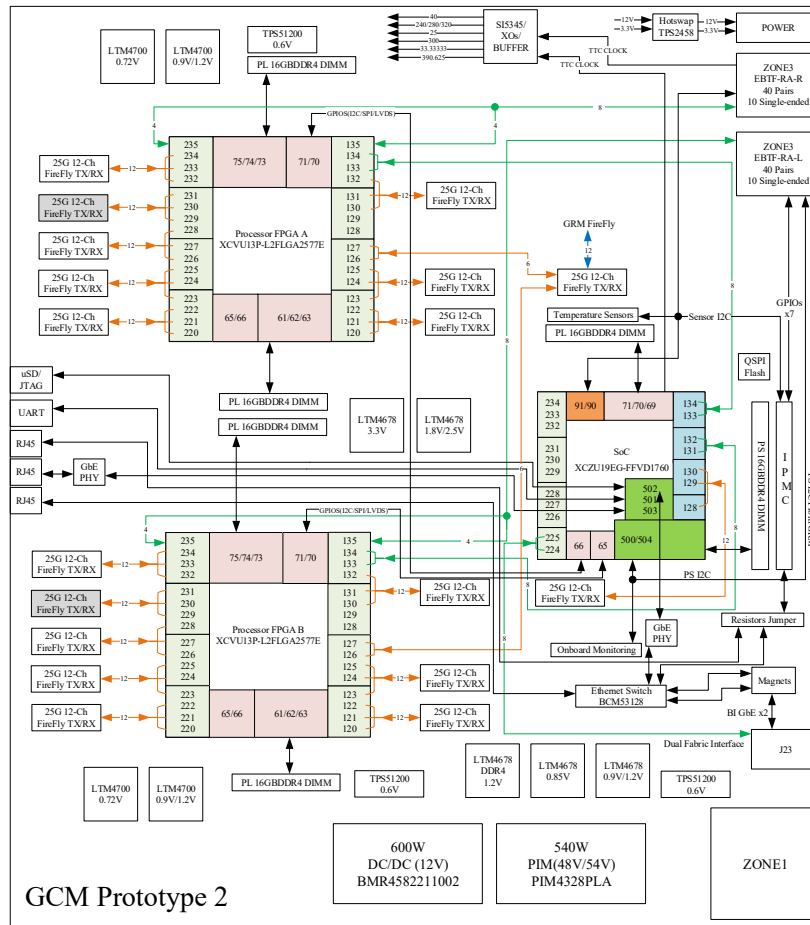 40
240/280/320
25
300
33.33333
390.625
SI5345/
XOs/
BUFFER
TTC CLOCK
TTC CLOCK
12V
3.3V
Hotswap
TPS2458
12V
3.3V
POWER
LTM4700
0.72V
LTM4700
0.9V/1.2V
TPS51200
0.6V
PL 16GBDDR4 DIMM
ZONE3
EBTF-RA-R
40 Pairs
10 Single-ended
GPIOS(I2C/SPI/LVDS)
8
4
4
ZONE3
EBTF-RA-L
40 Pairs
10 Single-ended
235
234
233
232
75/74/73
71/70
135
134
133
132
25G 12-Ch
FireFly TX/RX
12
25G 12-Ch
FireFly TX/RX
231
230
229
228
Processor FPGA A
XCVU13P-L2FLGA2577E
131
130
129
128
12
25G 12-Ch
FireFly TX/RX
25G 12-Ch
FireFly TX/RX
12
227
226
225
224
127
126
125
124
GRM FireFly
12
6
25G 12-Ch
FireFly TX/RX
25G 12-Ch
FireFly TX/RX
12
12
25G 12-Ch
FireFly TX/RX
8
25G 12-Ch
FireFly TX/RX
12
223
222
221
220
65/66
61/62/63
123
122
121
120
12
25G 12-Ch
FireFly TX/RX
Temperature Sensors
Sensor I2C
GPIOs
x7
PL 16GBDDR4 DIMM
8
uSD/
JTAG
UART
RJ45
RJ45
RJ45
GbE
PHY
PL 16GBDDR4 DIMM
PL 16GBDDR4 DIMM
LTM4678
3.3V
LTM4678
1.8V/2.5V
QSPI
Flash
PS 16GBDDR4 DIMM
IPMC
234
233
232
91/90
71/70/69
134
133
231
230
229
SoC
XCZU19EG-FFVD1760
132
131
130
129
128
228
227
226
502
501
503
225
224
66
65
500/504
6
8
12
8
PS I2C
25G 12-Ch
FireFly TX/RX
12
GbE
PHY
Resistors Jumper
Onboard Monitoring
Ethernet Switch
BCM53128
Magnets
BI GbE x2
J23
Dual Fabric Interface
GPIOS(I2C/SPI/LVDS)
4
4
8
235
234
233
232
75/74/73
71/70
135
134
133
132
25G 12-Ch
FireFly TX/RX
12
25G 12-Ch
FireFly TX/RX
231
230
229
228
Processor FPGA B
XCVU13P-L2FLGA2577E
131
130
129
128
12
25G 12-Ch
FireFly TX/RX
25G 12-Ch
FireFly TX/RX
12
227
226
225
224
127
126
125
124
25G 12-Ch
FireFly TX/RX
12
12
25G 12-Ch
FireFly TX/RX
25G 12-Ch
FireFly TX/RX
12
223
222
221
220
65/66
61/62/63
123
122
121
120
12
25G 12-Ch
FireFly TX/RX
LTM4700
0.72V
LTM4700
0.9V/1.2V
PL 16GBDDR4 DIMM
TPS51200
0.6V
LTM4678
DDR4
1.2V
LTM4678
0.85V
LTM4678
0.9V/1.2V
TPS51200
0.6V
600W
DC/DC (12V)
BMR4582211002
540W
PIM(48V/54V)
PIM4328PLA
ZONE1
GCM Prototype 2